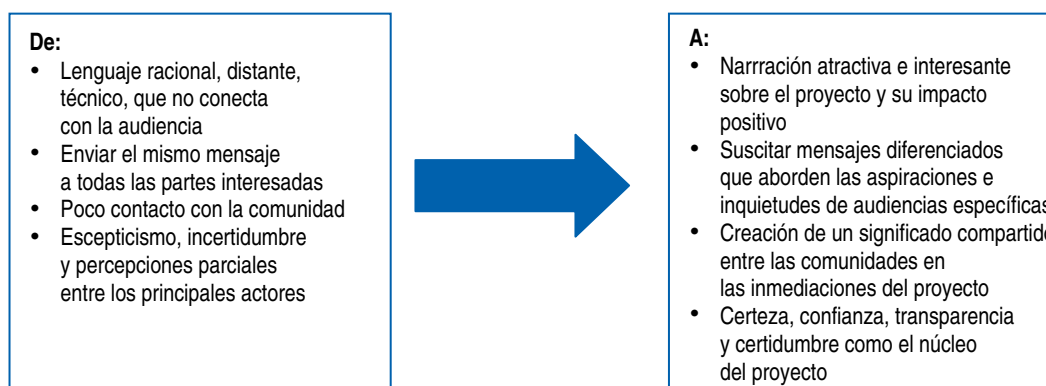 De:
• Lenguaje racional, distante,
técnico, que no conecta
con la audiencia
• Enviar el mismo mensaje
a todas las partes interesadas
• Poco contacto con la comunidad
• Escepticismo, incertidumbre
y percepciones parciales
entre los principales actores
A:
• Narrración atractiva e interesante
sobre el proyecto y su impacto
positivo
• Suscitar mensajes diferenciados
que aborden las aspiraciones e
inquietudes de audiencias específicas
• Creación de un significado compartido
entre las comunidades en
las inmediaciones del proyecto
• Certeza, confianza, transparencia
y certidumbre como el núcleo
del proyecto